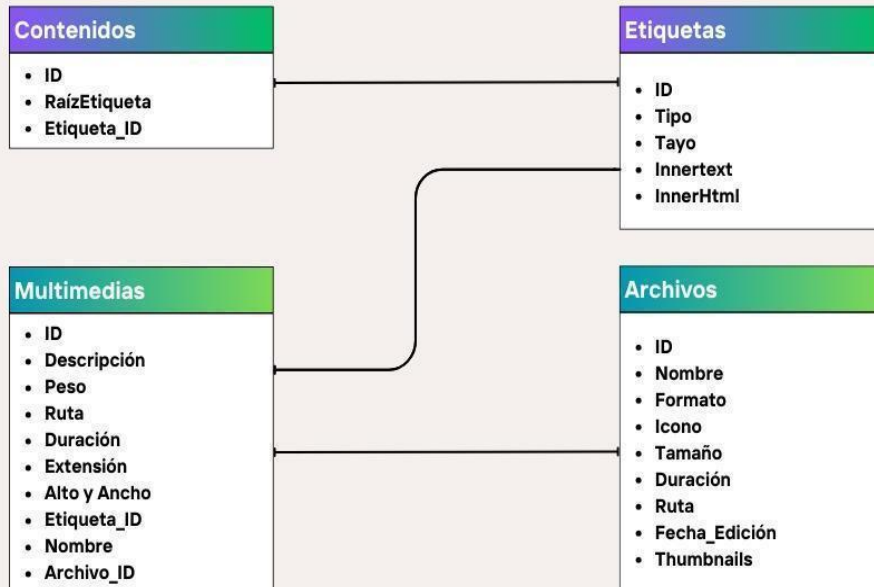 Contenidos
• ID
• RaízEtiqueta
• Etiqueta_ID
Etiquetas
• ID
• Tipo
• Tayo
• Innertext
• InnerHtml
Multimedias
• ID
• Descripción
• Peso
• Ruta
• Duración
• Extensión
• Alto y Ancho
• Etiqueta_ID
• Nombre
• Archivo_ID
Archivos
• ID
• Nombre
• Formato
• Icono
• Tamaño
• Duración
• Ruta
• Fecha_Edición
• Thumbnails